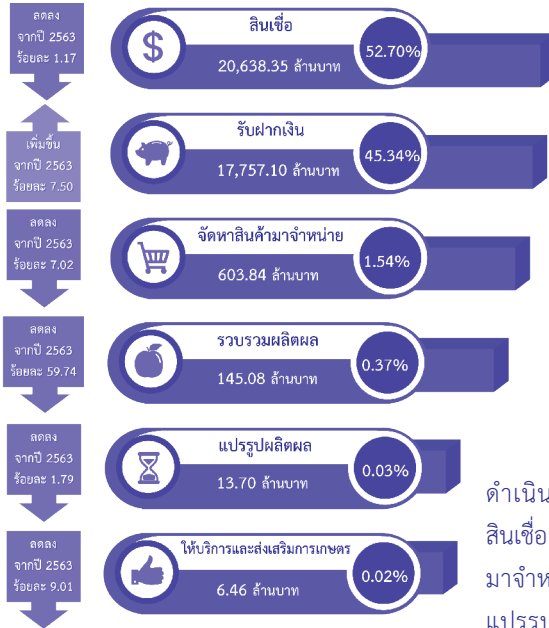 ลดลง
จากปี 2563
ร้อยละ 1.17
$
สินเชื่อ
20,638.35 ล้านบาท
52.70%
เพิ่มขึ้น
จากปี 2563
ร้อยละ 7.50
รับฝากเงิน
17,757.10 ล้านบาท
45.34%
ลดลง
จากปี 2563
ร้อยละ 7.02
จัดหาสินค้ามาจำหน่าย
603.84 ล้านบาท
1.54%
ลดลง
จากปี 2563
ร้อยละ 59.74
รวบรวมผลิตผล
145.08 ล้านบาท
0.37%
ลดลง
จากปี 2563
ร้อยละ 1.79
แปรรูปผลิตผล
13.70 ล้านบาท
0.03%
ลดลง
จากปี 2563
ร้อยละ 9.01
ให้บริการและส่งเสริมการเกษตร
6.46 ล้านบาท
0.02%
ดำเนิน
สินเชื่อ
มาจำห